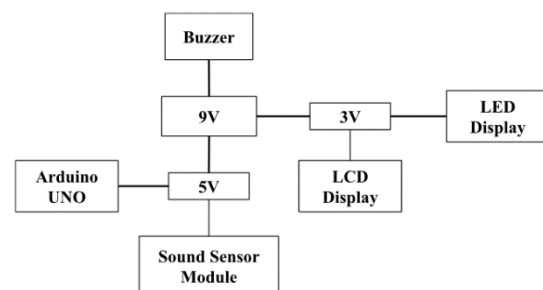 Buzzer
9V
3V
LED
Display
Arduino
UNO
5V
LCD
Display
Sound Sensor
Module